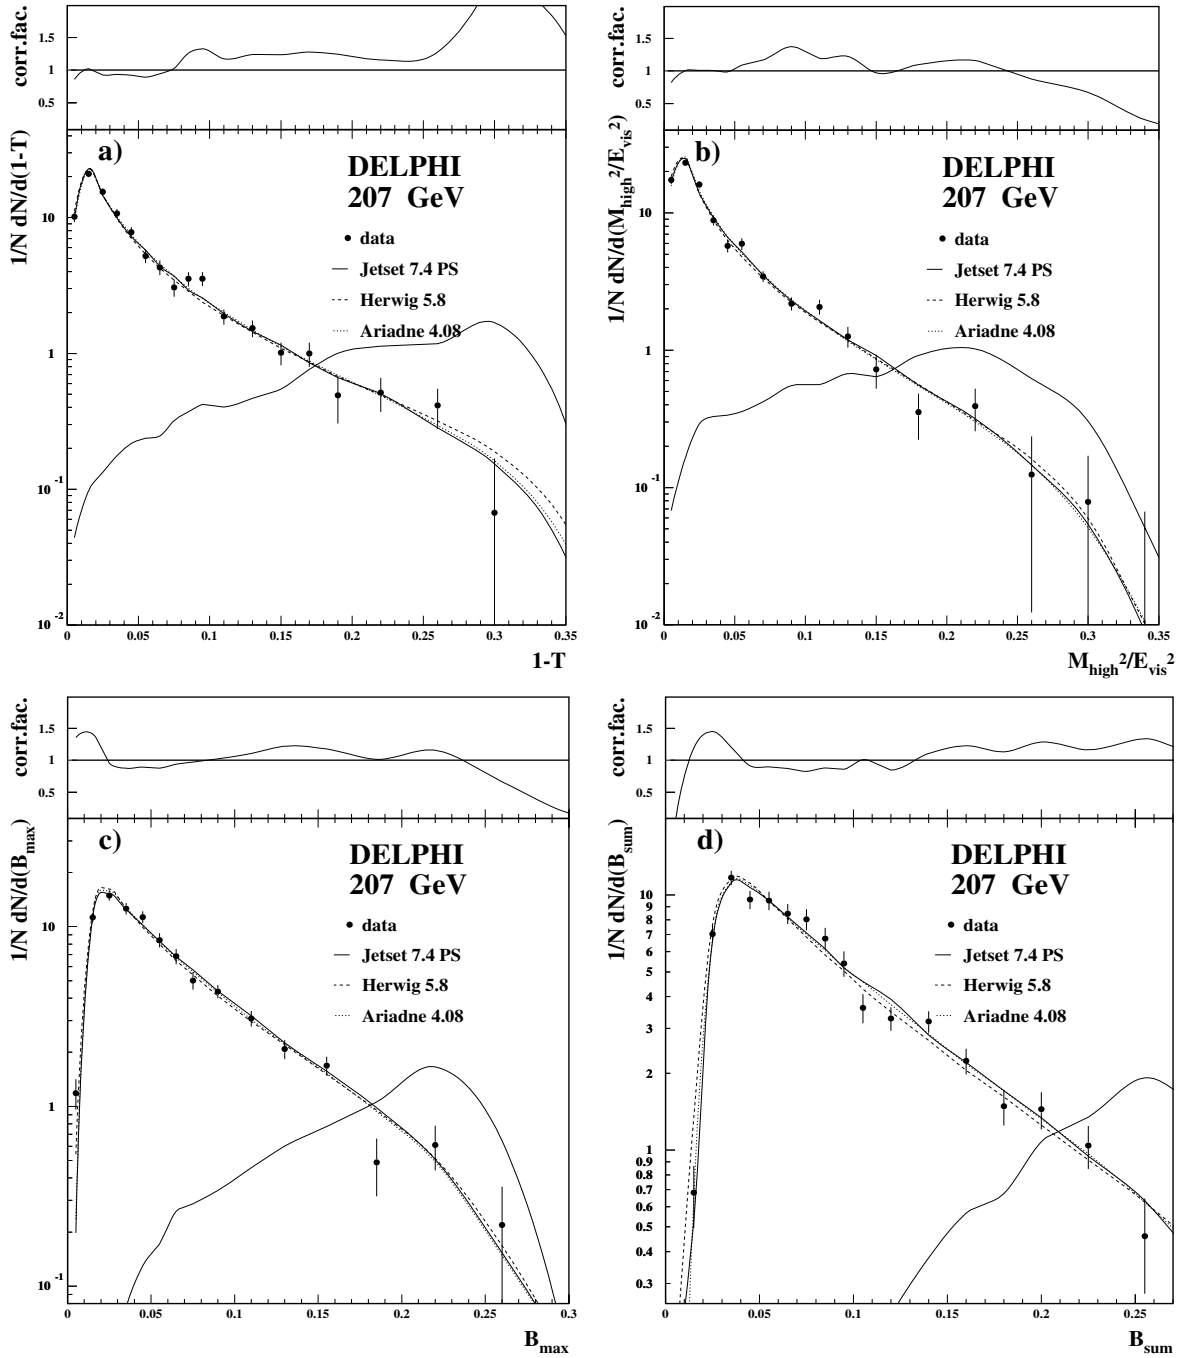 corr.fac.
1.5
1
0.5
1/N dN/d(1-T)
a)
DELPHI
207 GeV
data
Jetset 7.4 PS
Herwig 5.8
Ariadne 4.08
10
1
10^-1
10^-2
0 0.05 0.1 0.15 0.2 0.25 0.3 0.35
1-T
corr.fac.
1.5
1
0.5
1/N dN/d(M_high^2/E_vis^2)
b)
DELPHI
207 GeV
data
Jetset 7.4 PS
Herwig 5.8
Ariadne 4.08
10
1
10^-1
10^-2
0.05 0.1 0.15 0.2 0.25 0.3 0.35
M_high^2/E_vis^2
corr.fac.
1.5
1
0.5
1/N dN/d(B_max)
c)
DELPHI
207 GeV
data
Jetset 7.4 PS
Herwig 5.8
Ariadne 4.08
10
1
10^-1
0 0.05 0.1 0.15 0.2 0.25 0.3
B_max
corr.fac.
1.5
1
0.5
1/N dN/d(B_sum)
d)
DELPHI
207 GeV
data
Jetset 7.4 PS
Herwig 5.8
Ariadne 4.08
10
9
8
7
6
5
4
3
2
1
0.9
0.8
0.7
0.6
0.5
0.4
0.3
0 0.05 0.1 0.15 0.2 0.25
B_sum